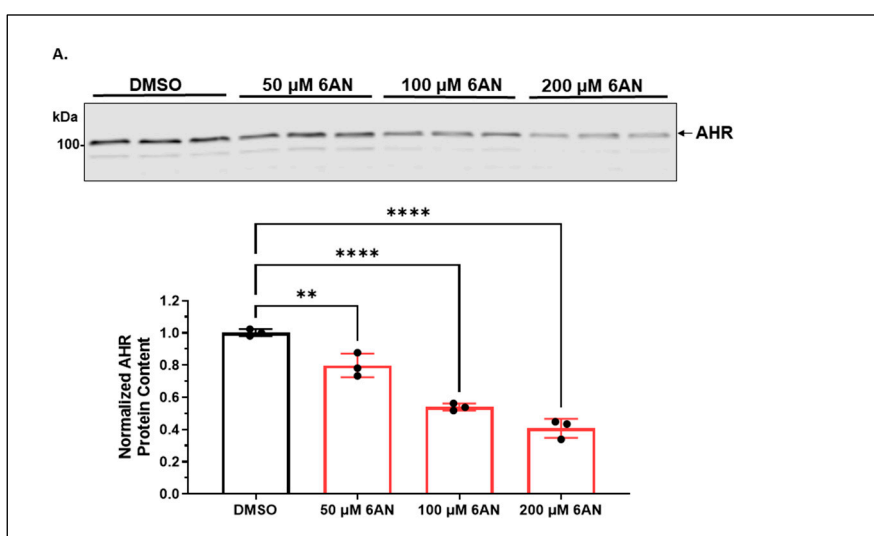 A.
DMSO 50 µM 6AN 100 µM 6AN 200 µM 6AN
kDa
100
AHR
****
****
**
Normalized AHR
Protein Content
1.2
1.0
0.8
0.6
0.4
0.2
0.0
DMSO 50 µM 6AN 100 µM 6AN 200 µM 6AN